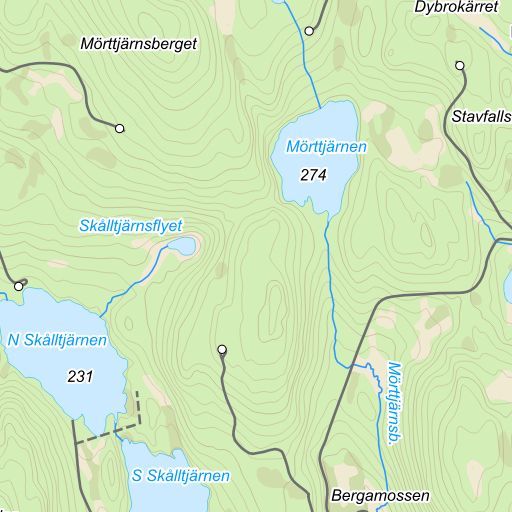 Dybrokärret
Mörttjärnsberget
Stavfalls
Mörttjärnen
274
Skålltjärnsflyet
N Skålltjärnen
231
Mörttjärnsb.
S Skålltjärnen
Bergamossen